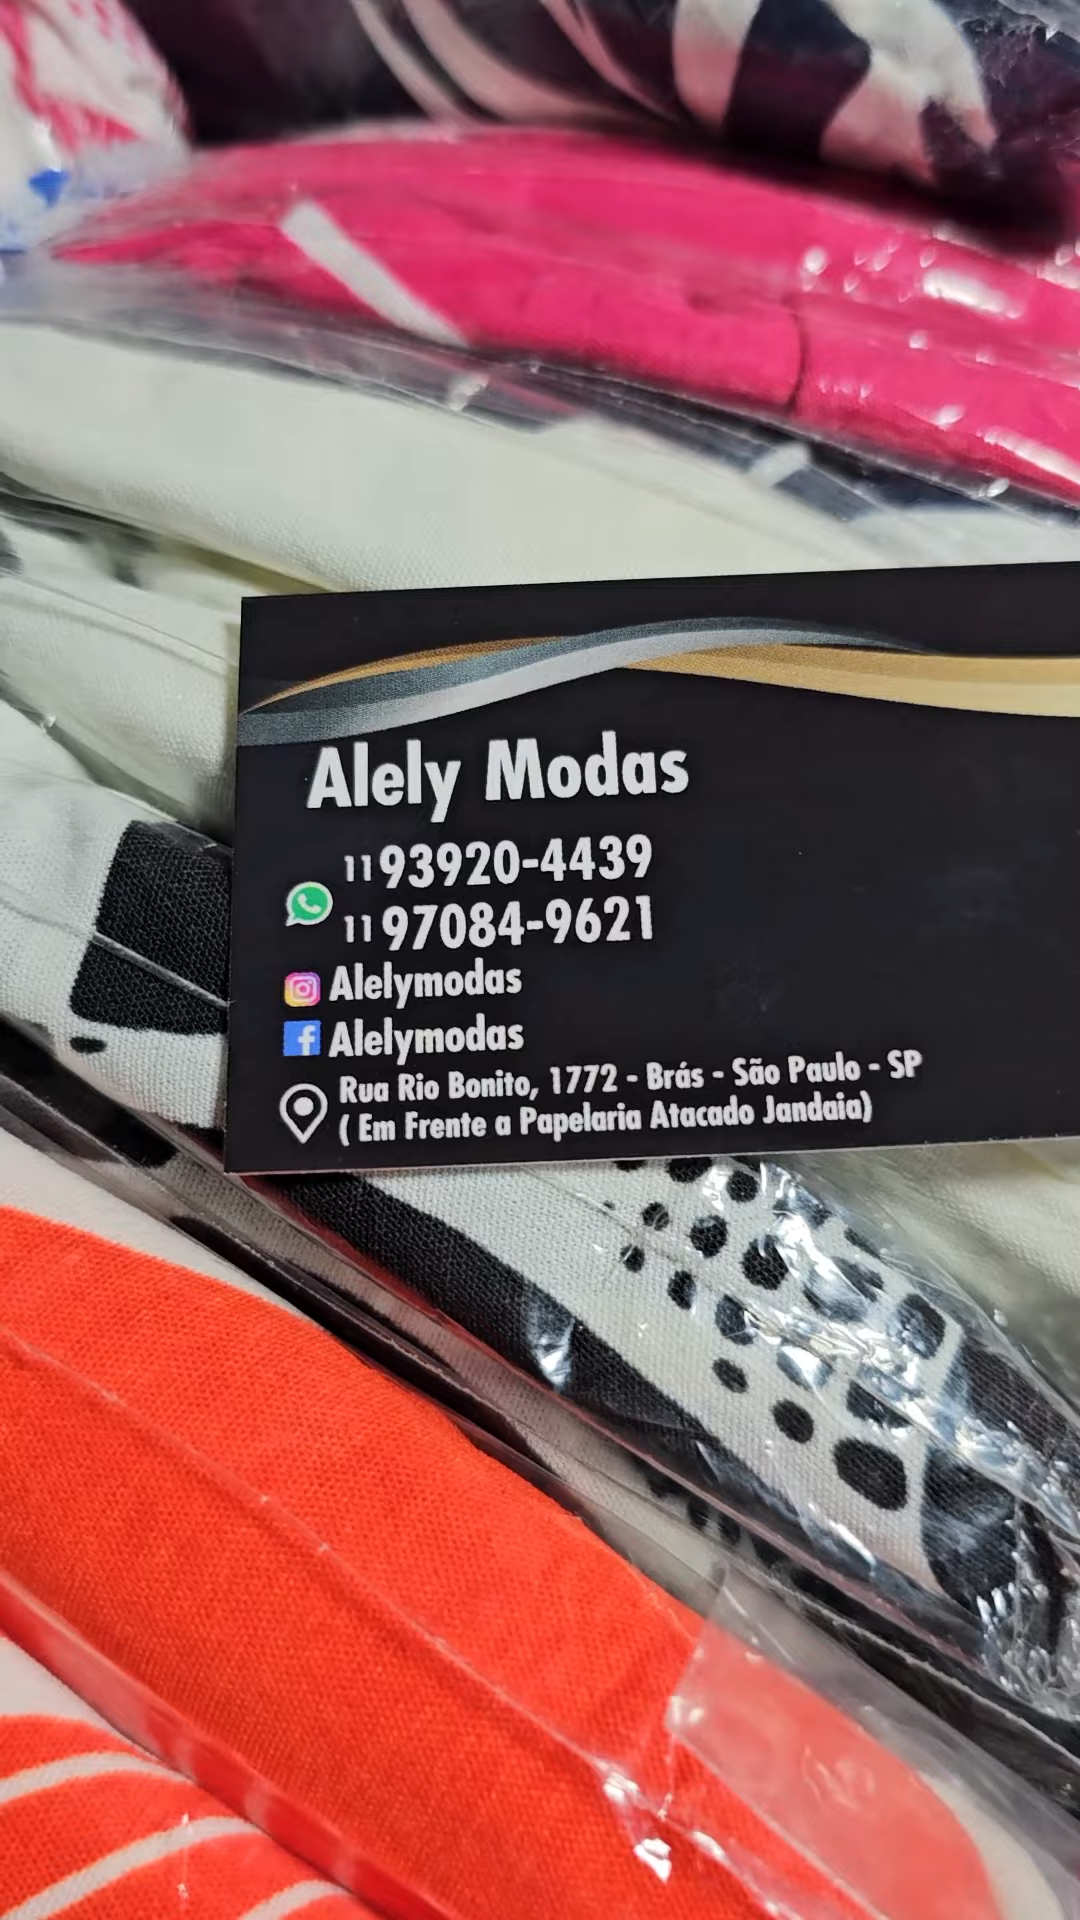 Alely Modas
11 93920-4439
11 97084-9621
Alelymodas
Alelymodas
Rua Rio Bonito, 1772 - Brás - São Paulo - SP
( Em Frente a Papelaria Atacado Jandaia)